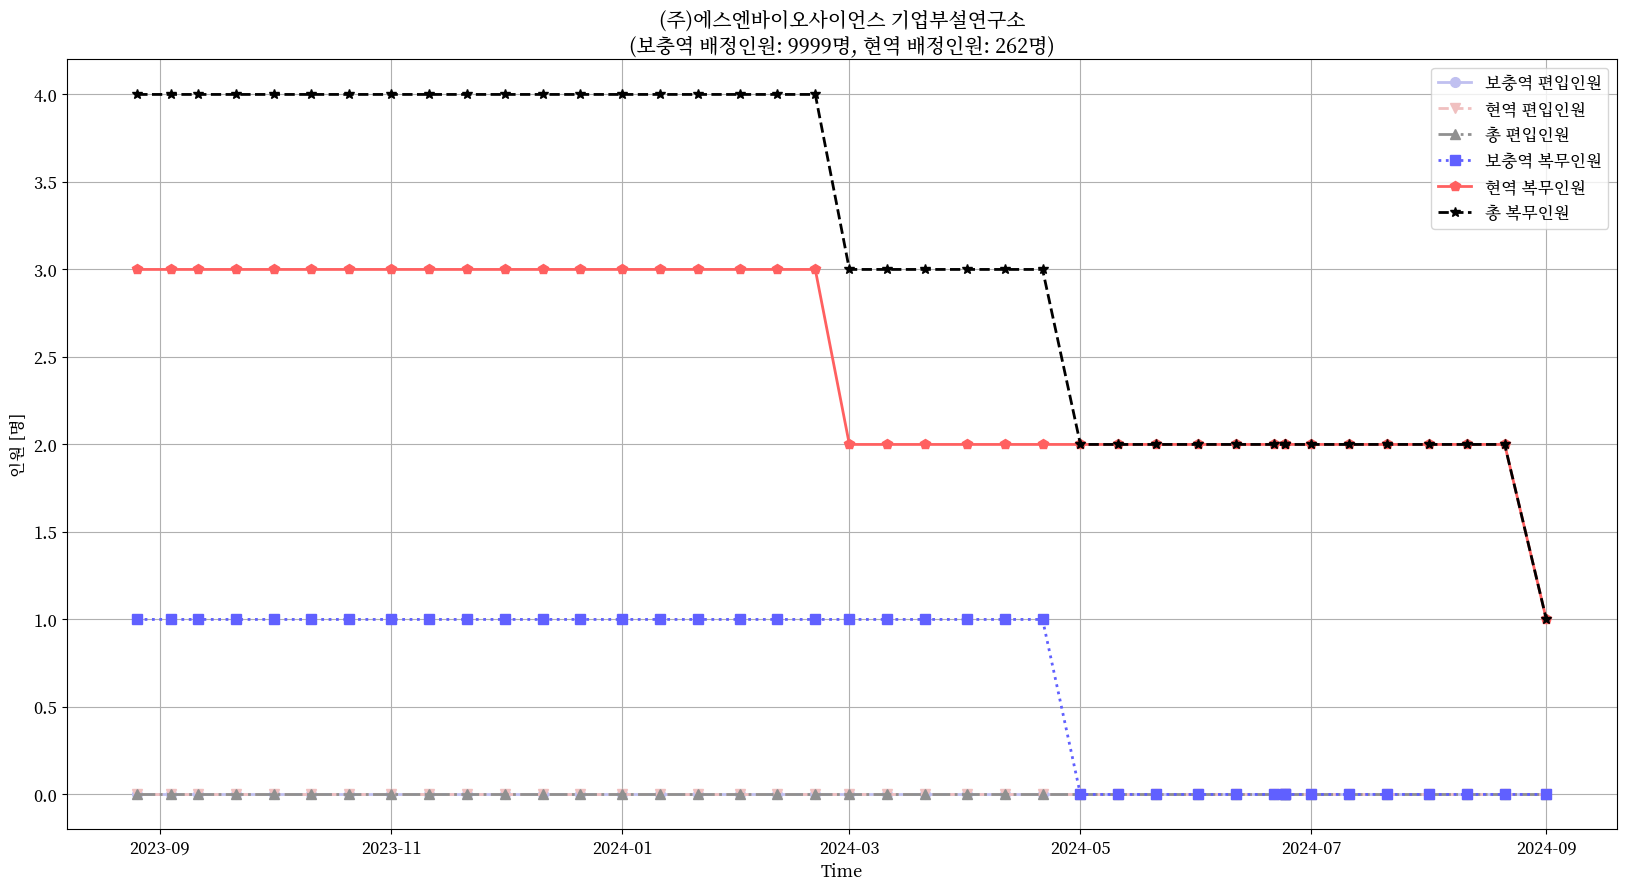 (주)에스엔바이오사이언스 기업부설연구소
(보충역 배정인원: 9999명, 현역 배정인원: 262명)
보충역 편입인원
현역 편입인원
총 편입인원
보충역 복무인원
현역 복무인원
총 복무인원
4.0
3.5
3.0
2.5
2.0
1.5
1.0
0.5
0.0
인원 [명]
2023-09
2023-11
2024-01
2024-03
2024-05
2024-07
2024-09
Time